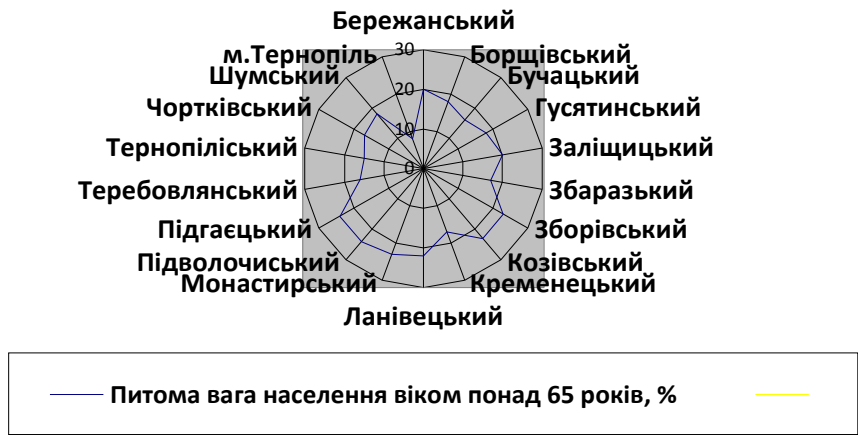 Бережанський
м.Тернопіль 30 Борщівський
Шумський Бучацький
20
Чортківський Гусятинський
10
Тернопіліський Заліщицький
0
Теребовлянський Збаразький
Підгаєцький Зборівський
Підволочиський Козівський
Монастирський Кременецький
Ланівецький
Питома вага населення віком понад 65 років, %